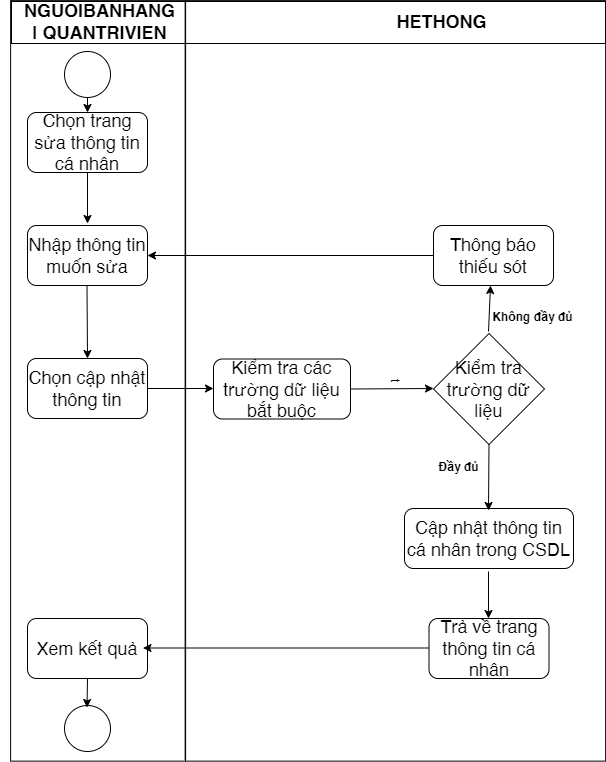 NGUOIBANHANG
| QUANTRIVIEN
HETHONG
Chọn trang
sửa thông tin
cá nhân
Nhập thông tin
muốn sửa
Thông báo
thiếu sót
Không đầy đủ
Chọn cập nhật
thông tin
Kiểm tra các
trường dữ liệu
bắt buộc
Kiểm tra
trường dữ
liệu
Đầy đủ
Cập nhật thông tin
cá nhân trong CSDL
Xem kết quả
Trả về trang
thông tin cá
nhân